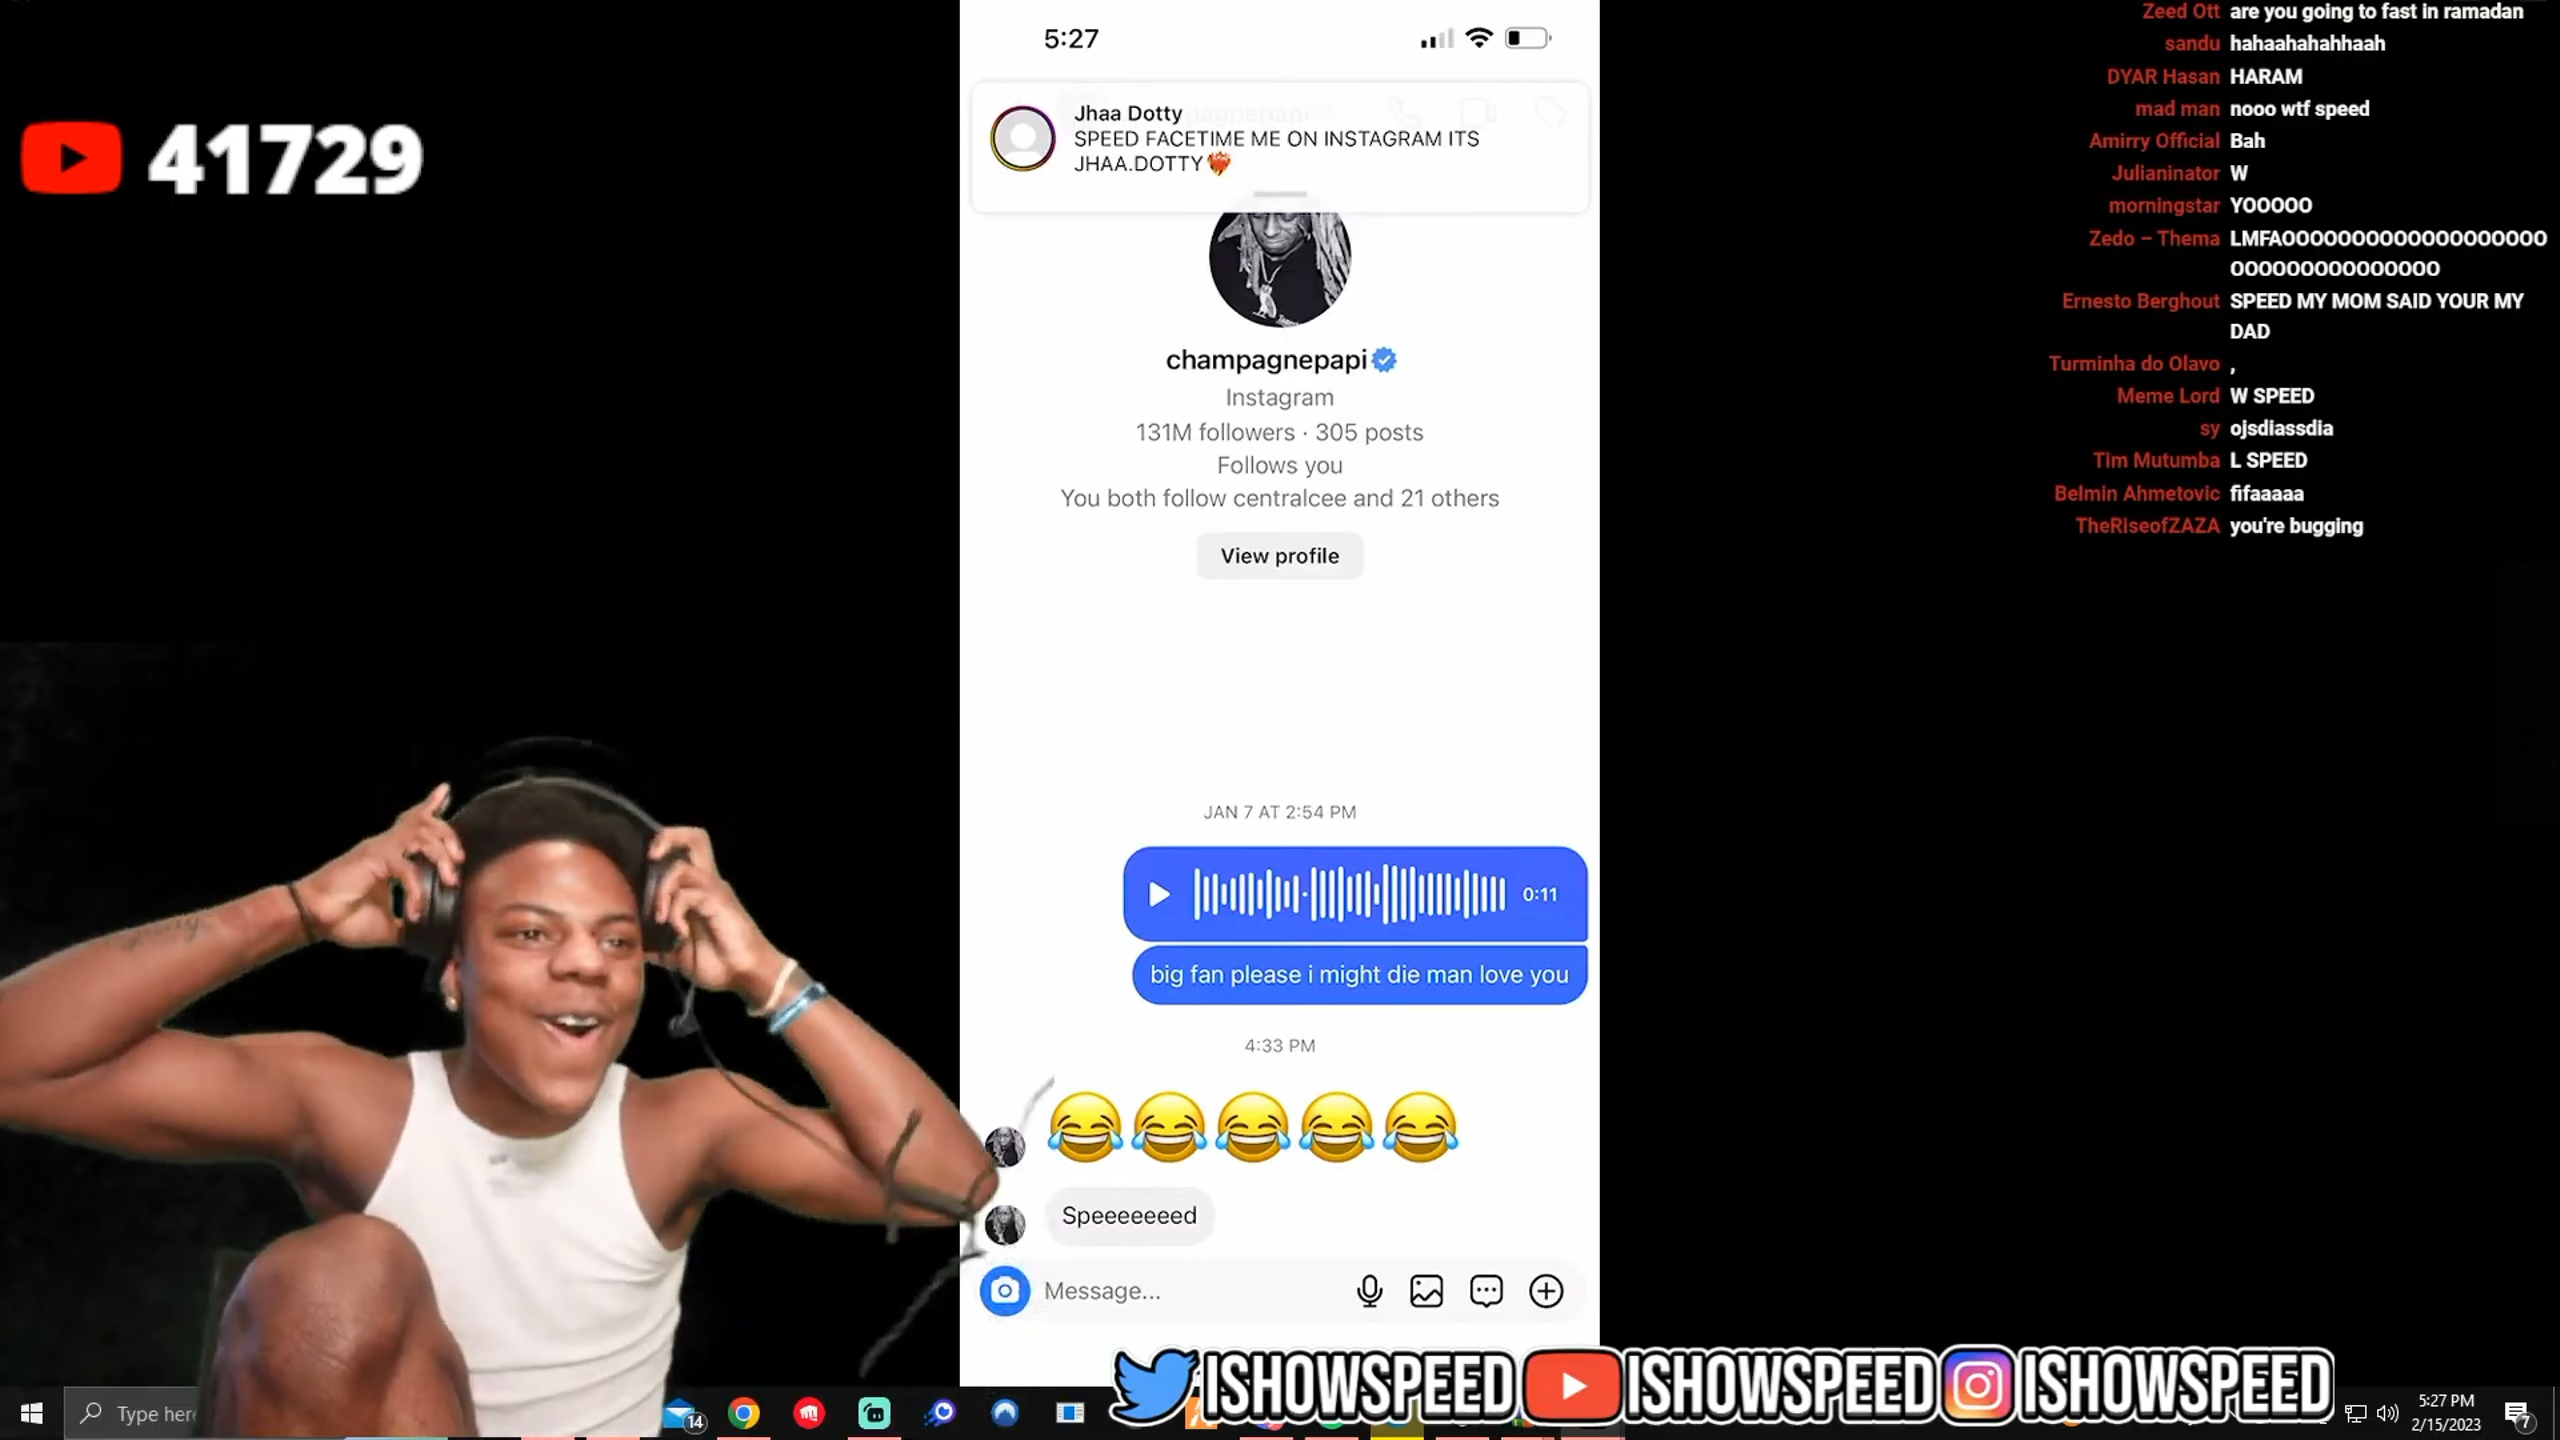 41729
5:27
Jhaa Dotty
SPEED FACETIME ME ON INSTAGRAM ITS
JHAA.DOTTY❤️‍🔥
champagnepapi
Instagram
131M followers · 305 posts
Follows you
You both follow centralcee and 21 others
View profile
JAN 7 AT 2:54 PM
0:11
big fan please i might die man love you
4:33 PM
😂😂😂😂😂
Speeeeeeed
Message...
Zeed Ott are you going to fast in ramadan
sandu hahaahahahhaah
DYAR Hasan HARAM
mad man nooo wtf speed
Amirry Official Bah
Julianinator W
morningstar YOOOOO
Zedo – Thema LMFAOOOOOOOOOOOOOOOOOOO
OOOOOOOOOOOOOOO
Ernesto Berghout SPEED MY MOM SAID YOUR MY
DAD
Turminha do Olavo ,
Meme Lord W SPEED
sy ojsdiassdia
Tim Mutumba L SPEED
Belmin Ahmetovic fifaaaaa
TheRiseofZAZA you're bugging
ISHOWSPEED ISHOWSPEED ISHOWSPEED
Type here
14
5:27 PM
2/15/2023
7